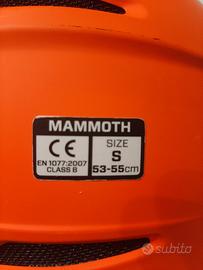 MAMMOTH
CE
EN 1077:2007
CLASS B
SIZE
S
53-55cm
subito